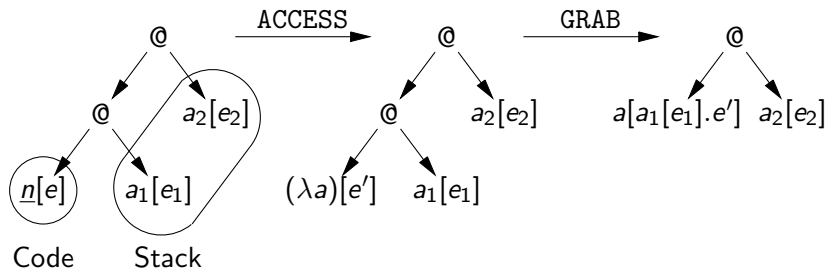 ACCESS GRAB
@ @ @
@ a₂[e₂] @ a₂[e₂] a[a₁[e₁].e′] a₂[e₂]
n[e] a₁[e₁] (λa)[e′] a₁[e₁]
Code Stack